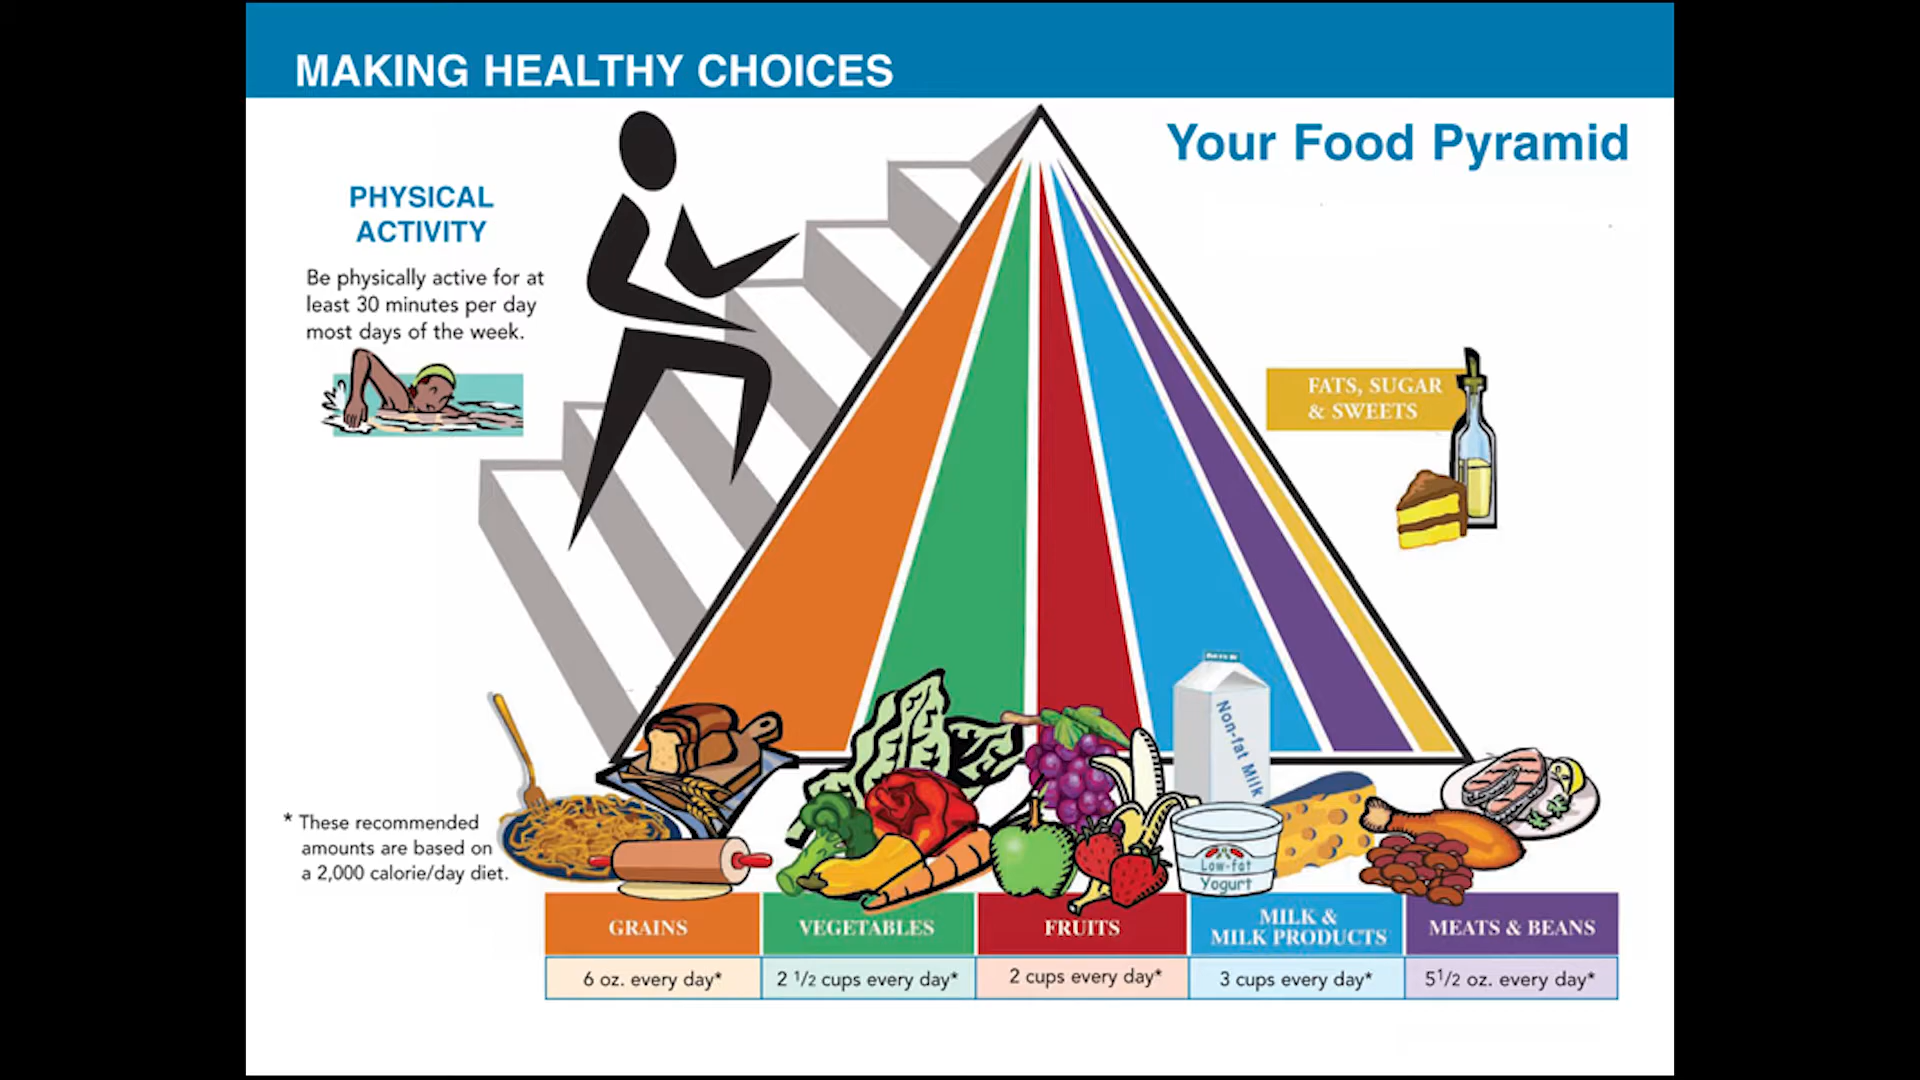 MAKING HEALTHY CHOICES
Your Food Pyramid
PHYSICAL
ACTIVITY
Be physically active for at
least 30 minutes per day
most days of the week.
FATS, SUGAR
& SWEETS
Non-fat Milk
Low-fat
Yogurt
* These recommended
amounts are based on
a 2,000 calorie/day diet.
GRAINS
VEGETABLES
FRUITS
MILK &
MILK PRODUCTS
MEATS & BEANS
6 oz. every day*
2 1/2 cups every day*
2 cups every day*
3 cups every day*
5 1/2 oz. every day*